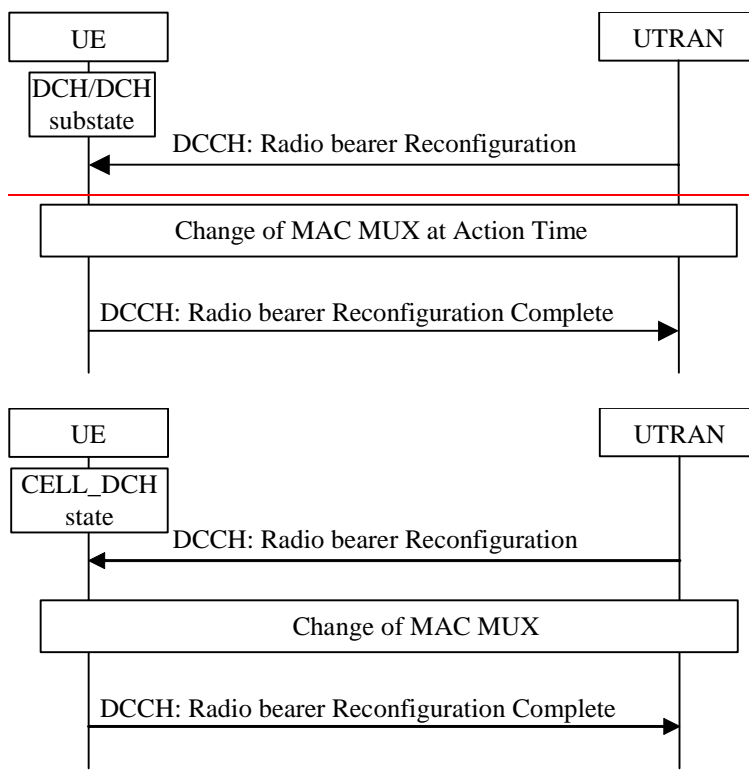 UE
UTRAN
DCH/DCH
substate
DCCH: Radio bearer Reconfiguration
Change of MAC MUX at Action Time
DCCH: Radio bearer Reconfiguration Complete
UE
UTRAN
CELL_DCH
state
DCCH: Radio bearer Reconfiguration
Change of MAC MUX
DCCH: Radio bearer Reconfiguration Complete